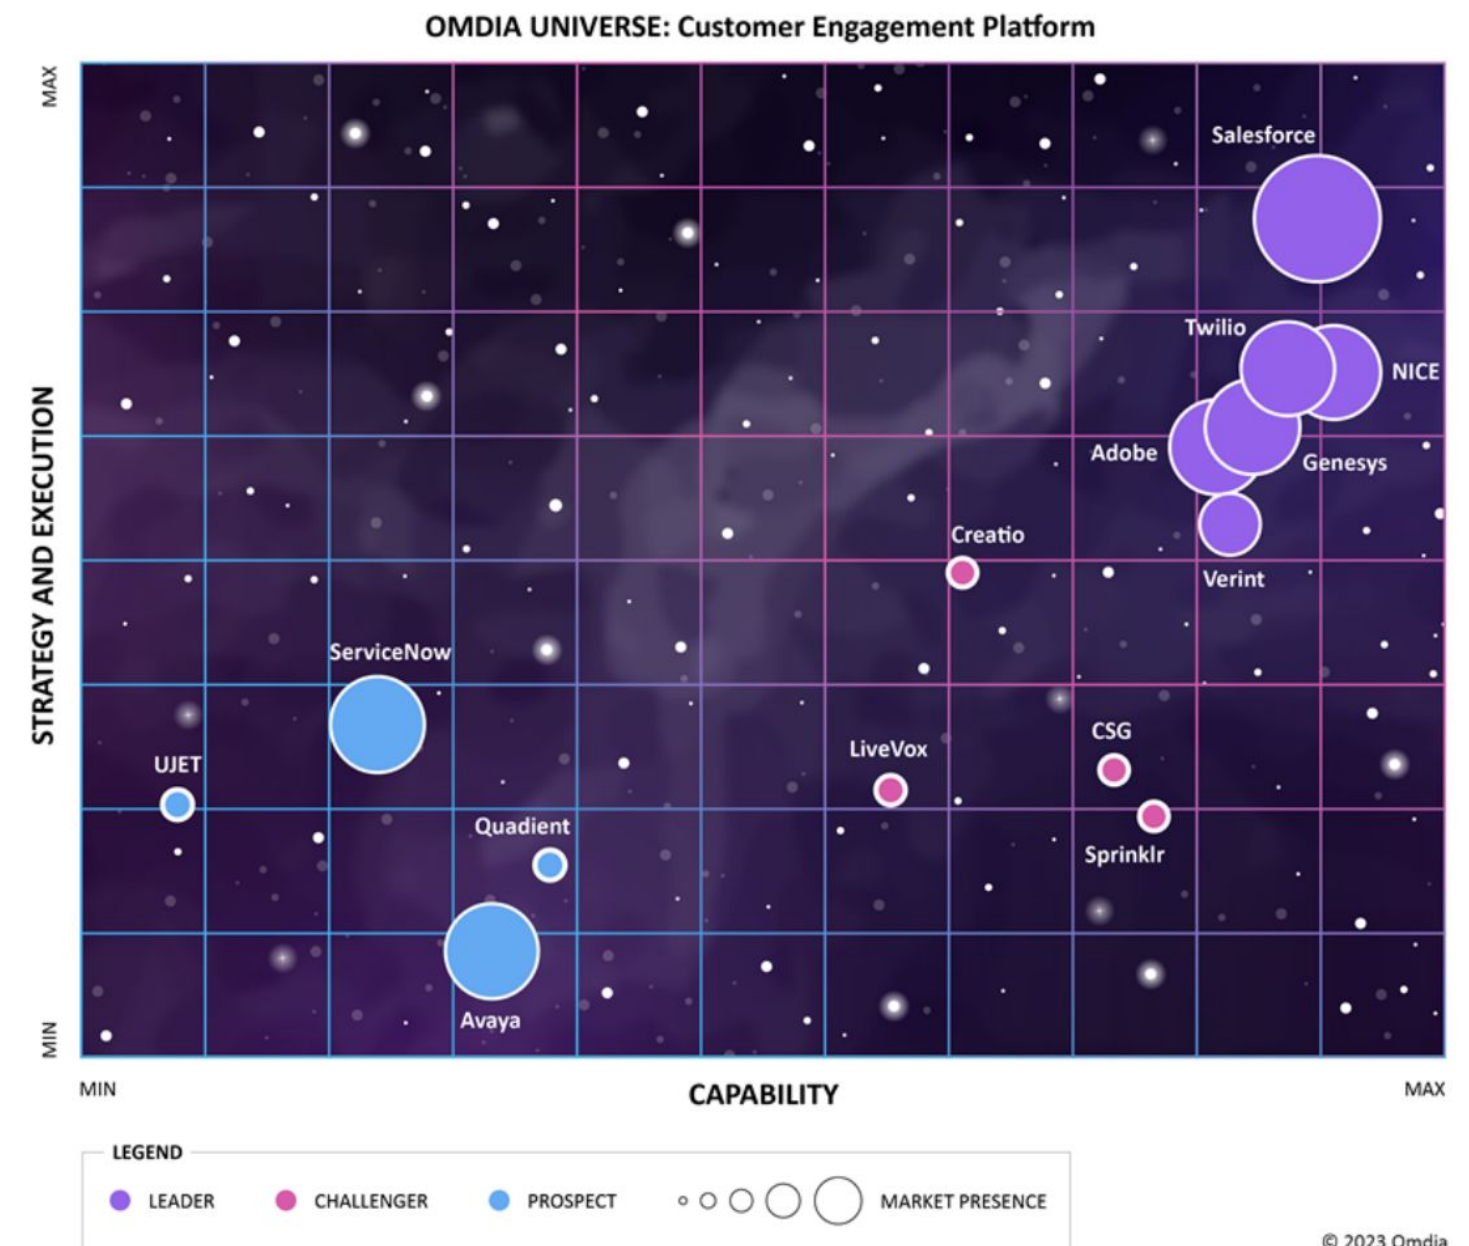 OMDIA UNIVERSE: Customer Engagement Platform
MAX
Salesforce
Twilio
NICE
Adobe
Genesys
Creatio
Verint
STRATEGY AND EXECUTION
ServiceNow
CSG
LiveVox
UJET
Quadient
Sprinklr
Avaya
MIN
MIN
CAPABILITY
MAX
LEGEND
LEADER
CHALLENGER
PROSPECT
MARKET PRESENCE
© 2023 Omdia